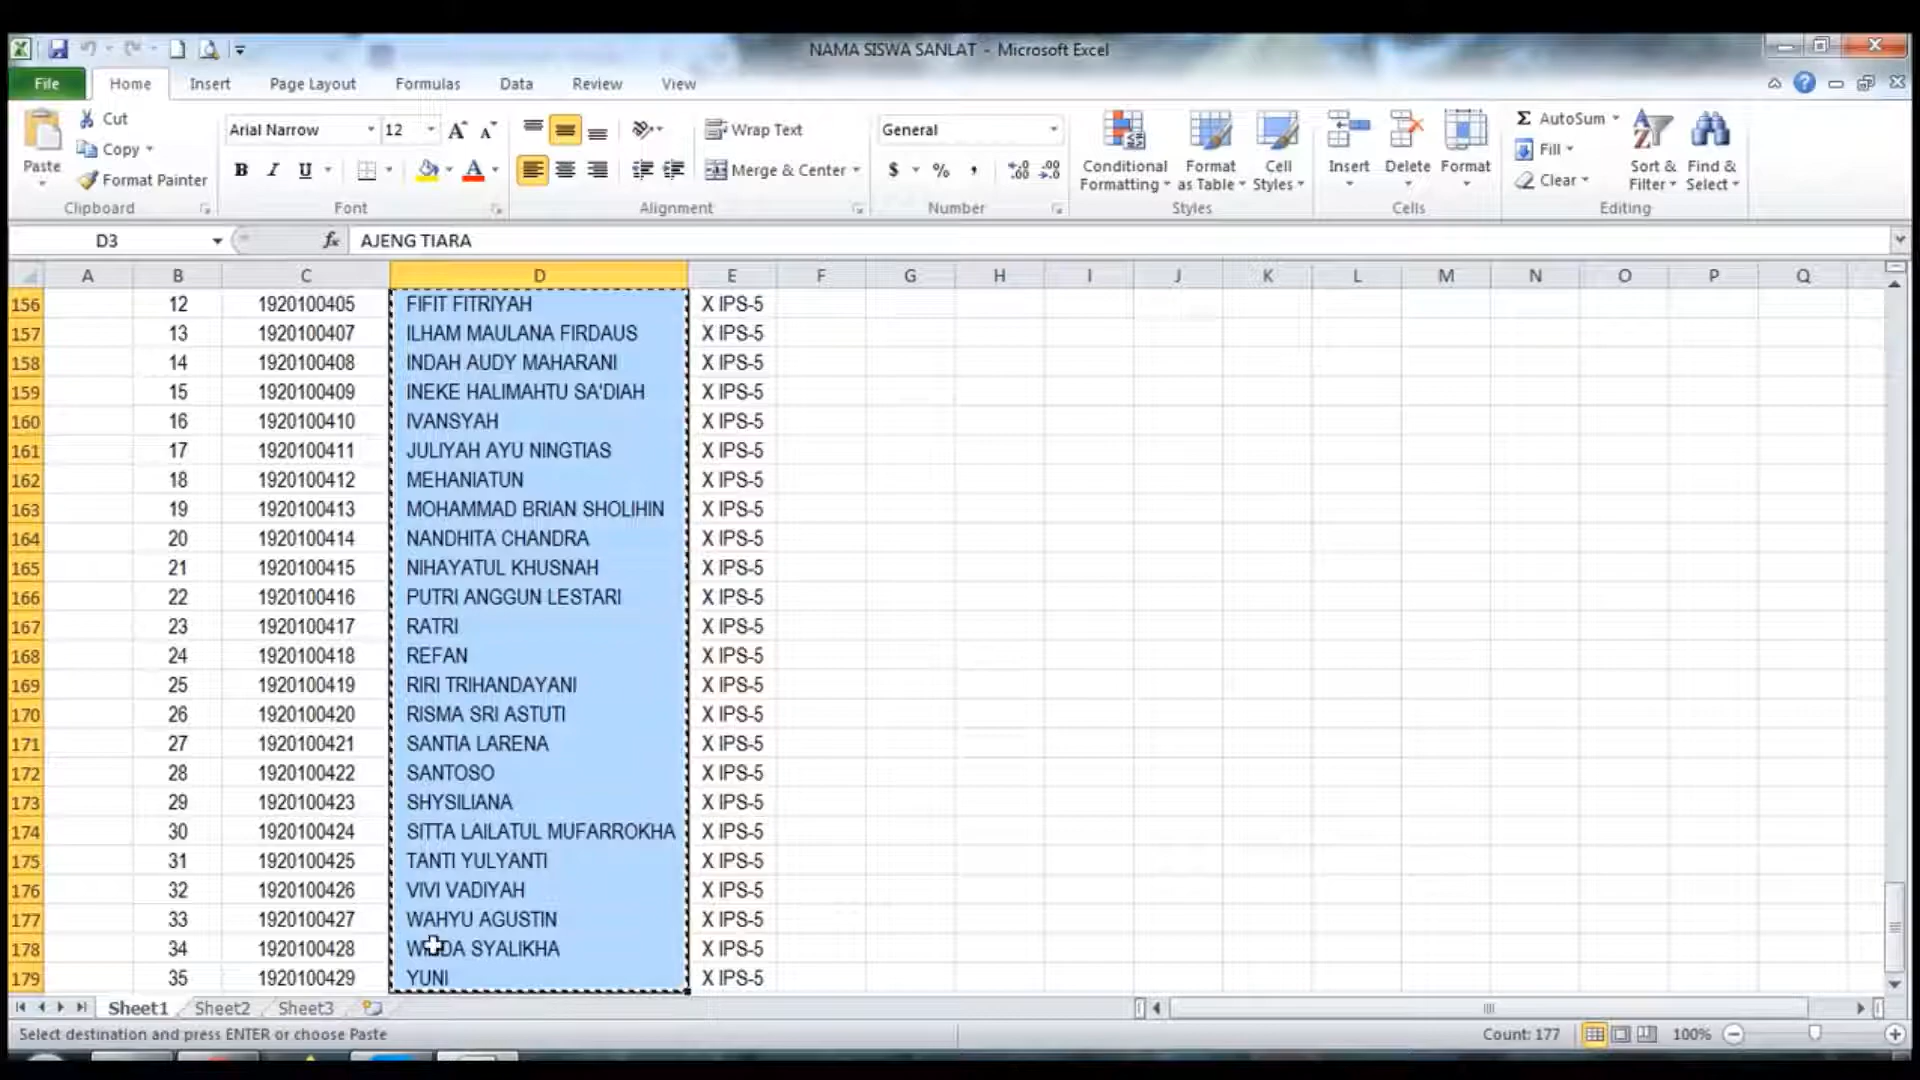 NAMA SISWA SANLAT - Microsoft Excel
File Home Insert Page Layout Formulas Data Review View
Cut
Copy
Format Painter
Paste
Clipboard
Arial Narrow 12
B I U
Font
Wrap Text
Merge & Center
Alignment
General
$ % ,
Number
Conditional Formatting
Format as Table
Cell Styles
Styles
Insert Delete Format
Cells
Σ AutoSum
Fill
Clear
Sort & Filter
Find & Select
Editing
D3 fx AJENG TIARA
A B C D E F G H I J K L M N O P Q
156 12 1920100405 FIFIT FITRIYAH X IPS-5
157 13 1920100407 ILHAM MAULANA FIRDAUS X IPS-5
158 14 1920100408 INDAH AUDY MAHARANI X IPS-5
159 15 1920100409 INEKE HALIMAHTU SA'DIAH X IPS-5
160 16 1920100410 IVANSYAH X IPS-5
161 17 1920100411 JULIYAH AYU NINGTIAS X IPS-5
162 18 1920100412 MEHANIATUN X IPS-5
163 19 1920100413 MOHAMMAD BRIAN SHOLIHIN X IPS-5
164 20 1920100414 NANDHITA CHANDRA X IPS-5
165 21 1920100415 NIHAYATUL KHUSNAH X IPS-5
166 22 1920100416 PUTRI ANGGUN LESTARI X IPS-5
167 23 1920100417 RATRI X IPS-5
168 24 1920100418 REFAN X IPS-5
169 25 1920100419 RIRI TRIHANDAYANI X IPS-5
170 26 1920100420 RISMA SRI ASTUTI X IPS-5
171 27 1920100421 SANTIA LARENA X IPS-5
172 28 1920100422 SANTOSO X IPS-5
173 29 1920100423 SHYSILIANA X IPS-5
174 30 1920100424 SITTA LAILATUL MUFARROKHA X IPS-5
175 31 1920100425 TANTI YULYANTI X IPS-5
176 32 1920100426 VIVI VADIYAH X IPS-5
177 33 1920100427 WAHYU AGUSTIN X IPS-5
178 34 1920100428 SYALIKHA X IPS-5
179 35 1920100429 YUNI X IPS-5
Sheet1 Sheet2 Sheet3
Select destination and press ENTER or choose Paste Count: 177 100%